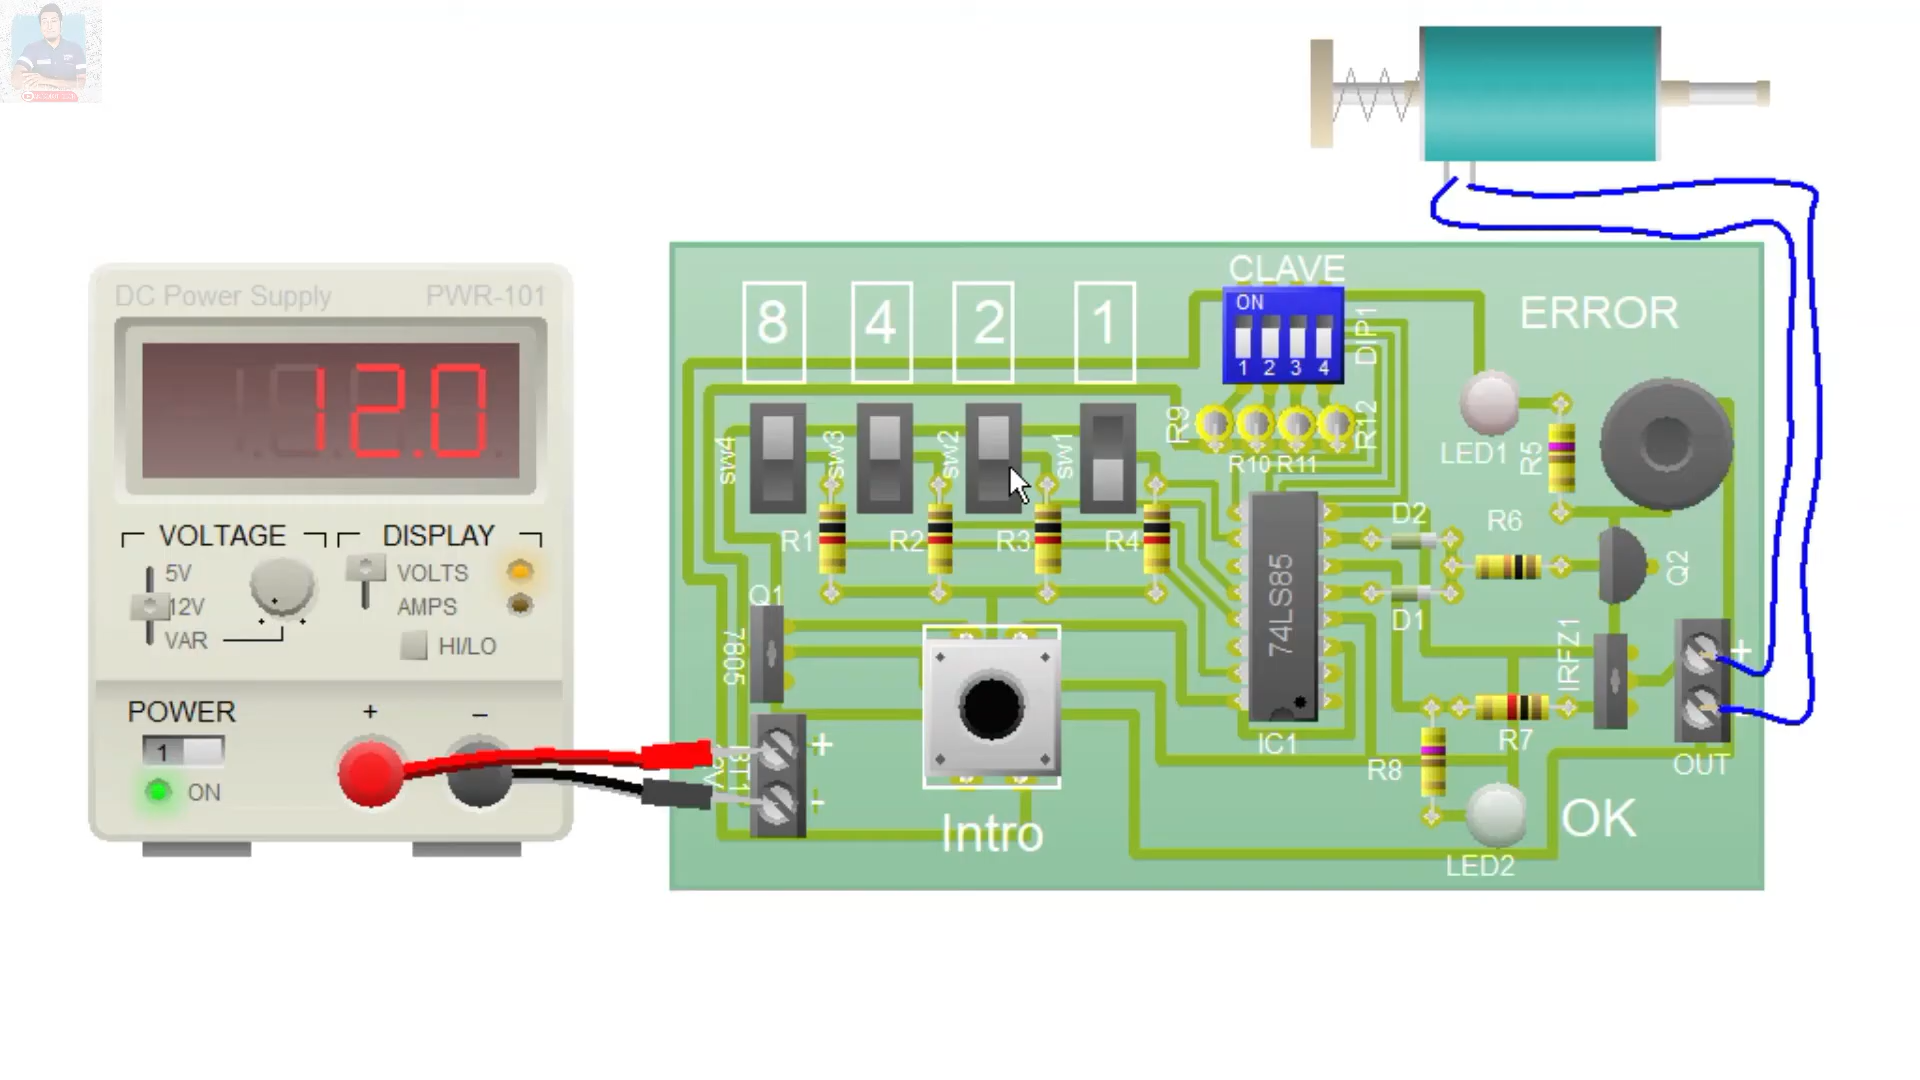 DC Power Supply PWR-101
12.0
VOLTAGE
5V
12V
VAR
DISPLAY
VOLTS
AMPS
HI/LO
POWER
1
ON
+ –
8 4 2 1
CLAVE
ON
1 2 3 4
DIP1
ERROR
sw4
sw3
sw2
sw1
R9
R10 R11
R12
LED1
R5
R1
R2
R3
R4
D2
R6
Q2
D1
74LS85
IC1
Q1
7805
IRFZ1
+
R7
R8
OUT
+
-
BT1
Intro
OK
LED2